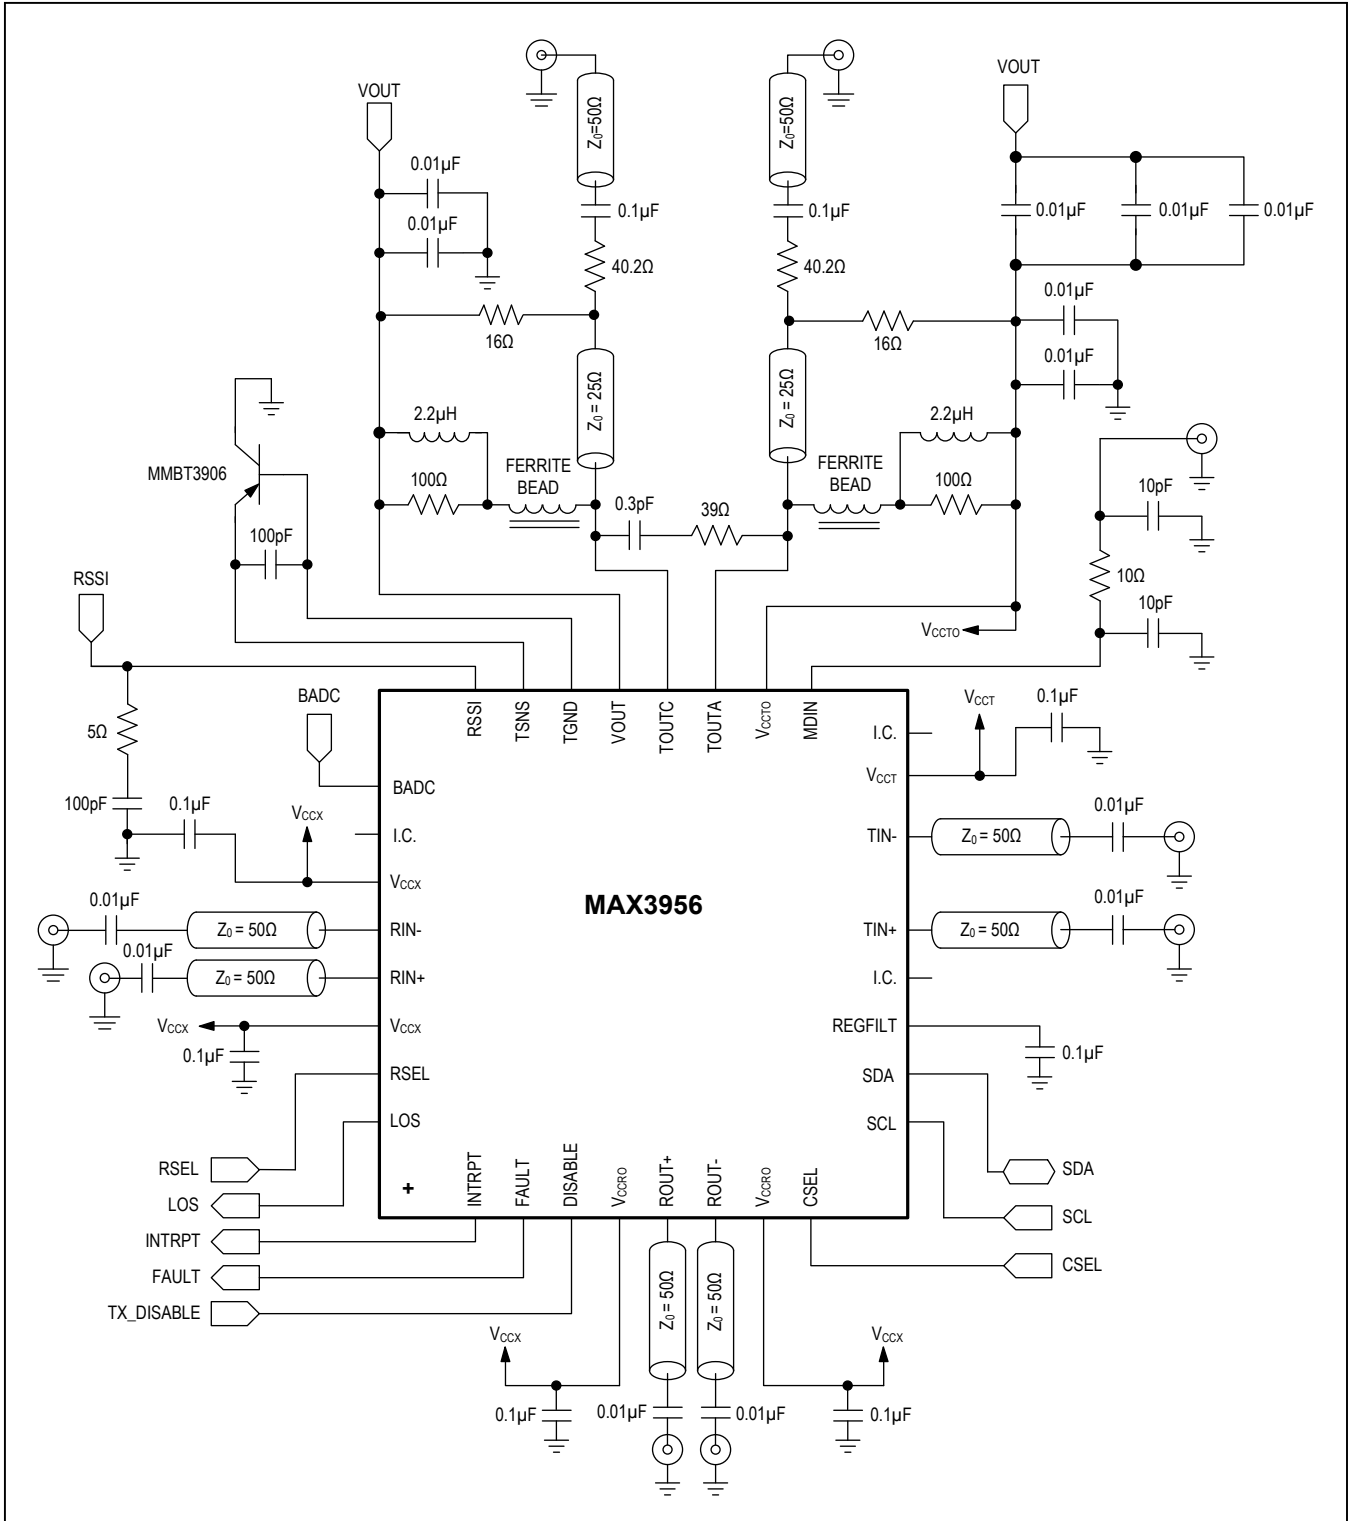 VOUT
VOUT
Z₀=50Ω
Z₀=50Ω
0.01µF
0.01µF
0.1µF
0.1µF
0.01µF
0.01µF
0.01µF
40.2Ω
40.2Ω
0.01µF
0.01µF
16Ω
16Ω
Z₀ = 25Ω
Z₀ = 25Ω
2.2µH
2.2µH
MMBT3906
100Ω
FERRITE
BEAD
FERRITE
BEAD
100Ω
0.3pF
39Ω
10pF
10Ω
10pF
100pF
RSSI
VCCTO
BADC
5Ω
100pF
0.1µF
VCCX
RSSI
TSNS
TGND
VOUT
TOUTC
TOUTA
VCCTO
MDIN
VCCT
0.1µF
BADC
I.C.
VCCX
RIN-
RIN+
VCCX
RSEL
LOS
I.C.
VCCT
TIN-
TIN+
I.C.
REGFILT
SDA
SCL
MAX3956
Z₀ = 50Ω
0.01µF
Z₀ = 50Ω
0.01µF
0.01µF
Z₀ = 50Ω
0.01µF
Z₀ = 50Ω
VCCX
0.1µF
0.1µF
RSEL
LOS
INTRPT
FAULT
TX_DISABLE
+
INTRPT
FAULT
DISABLE
VCCRO
ROUT+
ROUT-
VCCRO
CSEL
SDA
SCL
CSEL
Z₀ = 50Ω
Z₀ = 50Ω
VCCX
VCCX
0.1µF
0.01µF
0.01µF
0.1µF